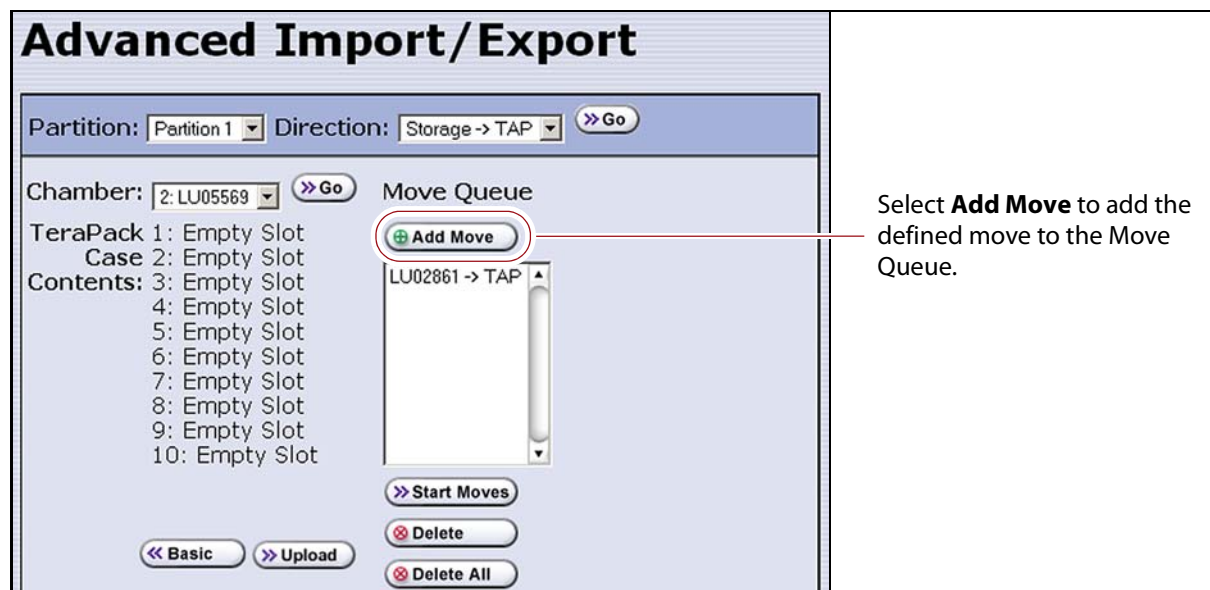 Advanced Import/Export
Partition: Partition 1 Direction: Storage -> TAP Go
Chamber: 2: LU05569 Go
TeraPack Case Contents:
1: Empty Slot
2: Empty Slot
3: Empty Slot
4: Empty Slot
5: Empty Slot
6: Empty Slot
7: Empty Slot
8: Empty Slot
9: Empty Slot
10: Empty Slot
Basic
Upload
Move Queue
Add Move
LU02861 -> TAP
Start Moves
Delete
Delete All
Select Add Move to add the
defined move to the Move
Queue.